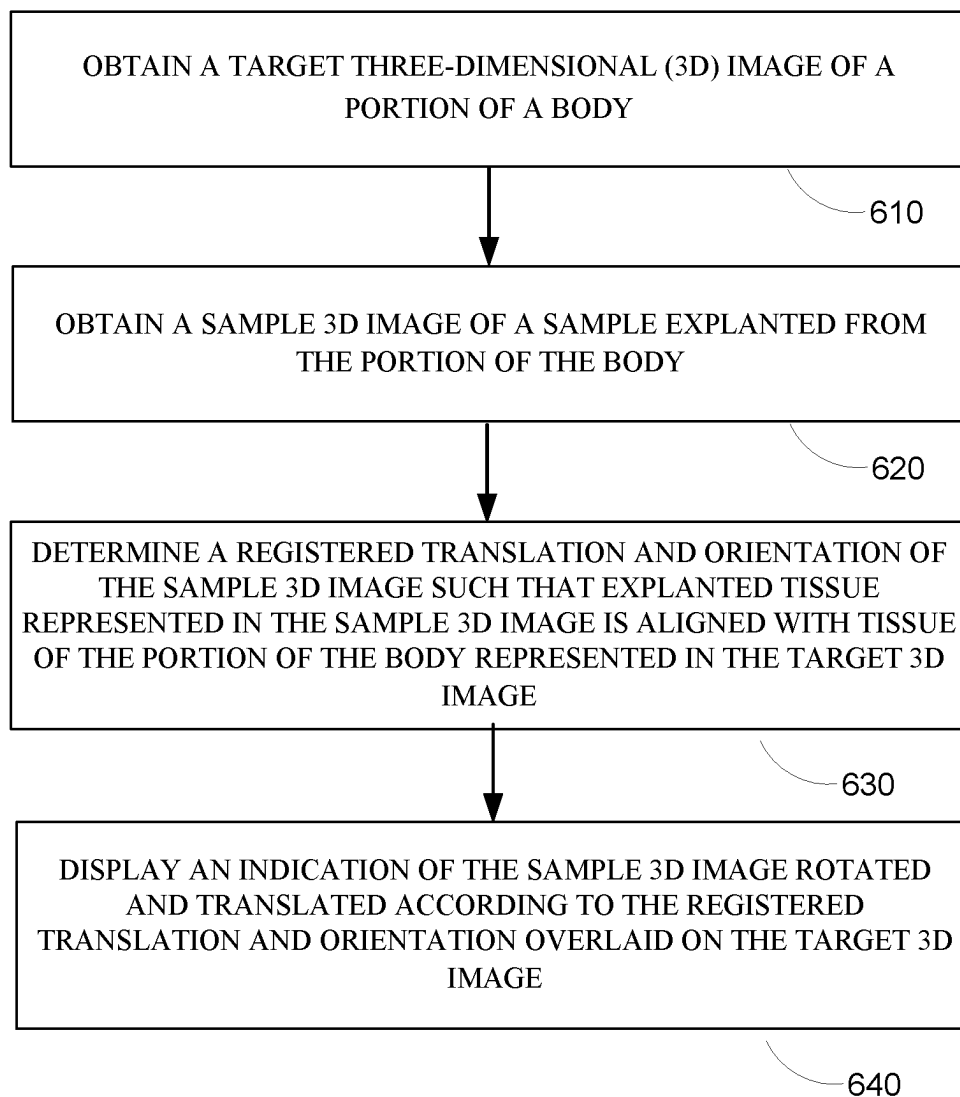 OBTAIN A TARGET THREE-DIMENSIONAL (3D) IMAGE OF A
PORTION OF A BODY
610
OBTAIN A SAMPLE 3D IMAGE OF A SAMPLE EXPLANTED FROM
THE PORTION OF THE BODY
620
DETERMINE A REGISTERED TRANSLATION AND ORIENTATION OF
THE SAMPLE 3D IMAGE SUCH THAT EXPLANTED TISSUE
REPRESENTED IN THE SAMPLE 3D IMAGE IS ALIGNED WITH TISSUE
OF THE PORTION OF THE BODY REPRESENTED IN THE TARGET 3D
IMAGE
630
DISPLAY AN INDICATION OF THE SAMPLE 3D IMAGE ROTATED
AND TRANSLATED ACCORDING TO THE REGISTERED
TRANSLATION AND ORIENTATION OVERLAID ON THE TARGET 3D
IMAGE
640